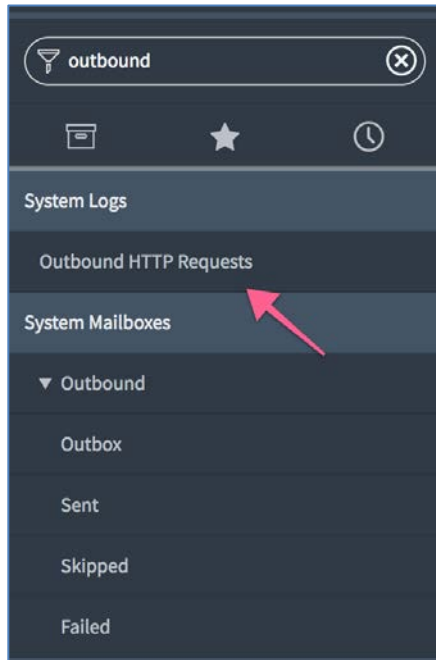 outbound
System Logs
Outbound HTTP Requests
System Mailboxes
Outbound
Outbox
Sent
Skipped
Failed